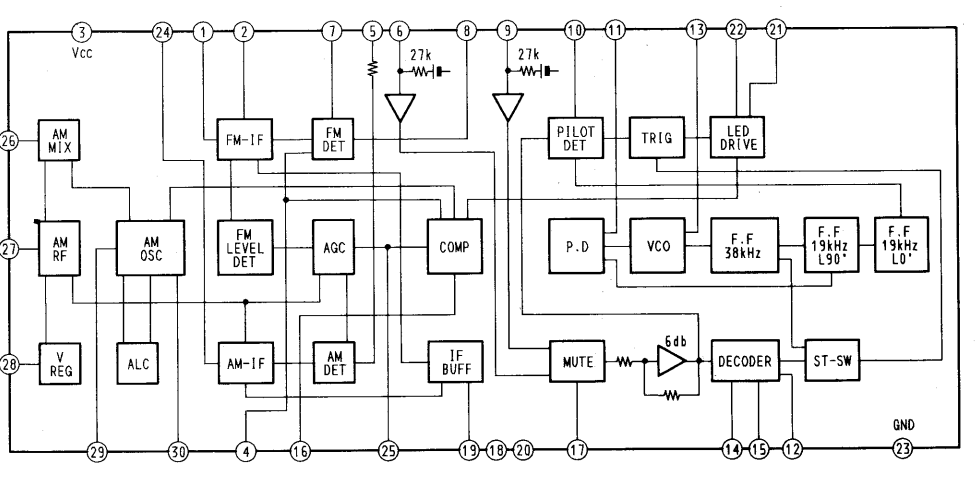 3 24 1 2 7 5 6 8 9 10 11 13 22 21
Vcc 27k 27k
26 AM MIX FM-IF FM DET PILOT DET TRIG LED DRIVE
27 AM RF AM OSC FM LEVEL DET AGC COMP P.D VCO F.F 38kHz F.F 19kHz L90° F.F 19kHz L0°
28 V REG ALC AM-IF AM DET IF BUFF MUTE 6db DECODER ST-SW
GND
29 30 4 16 25 19 18 20 17 14 15 12 23